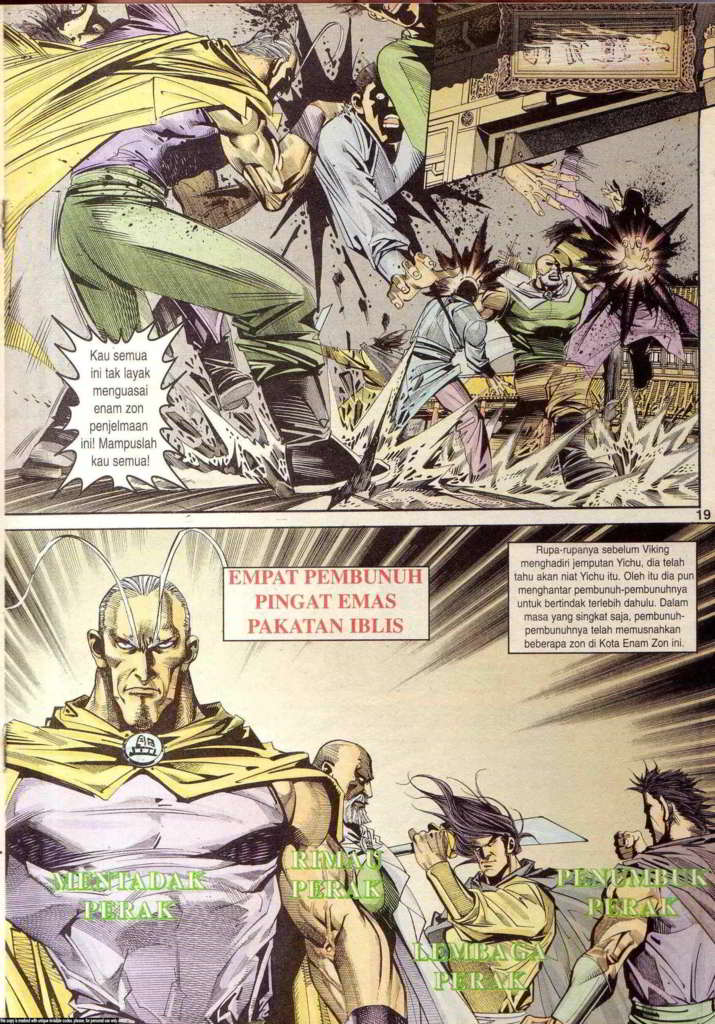 Kau semua
ini tak layak
menguasai
enam zon
penjelmaan
ini! Mampuslah
kau semua!
19
EMPAT PEMBUNUH
PINGAT EMAS
PAKATAN IBLIS
Rupa-rupanya sebelum Viking
menghadiri jemputan Yichu, dia telah
tahu akan niat Yichu itu. Oleh itu dia pun
menghantar pembunuh-pembunuhnya
untuk bertindak terlebih dahulu. Dalam
masa yang singkat saja, pembunuh-
pembunuhnya telah memusnahkan
beberapa zon di Kota Enam Zon ini.
MENTADAK
PERAK
RIMAU
PERAK
LEMBAGA
PERAK
PENEMBUK
PERAK